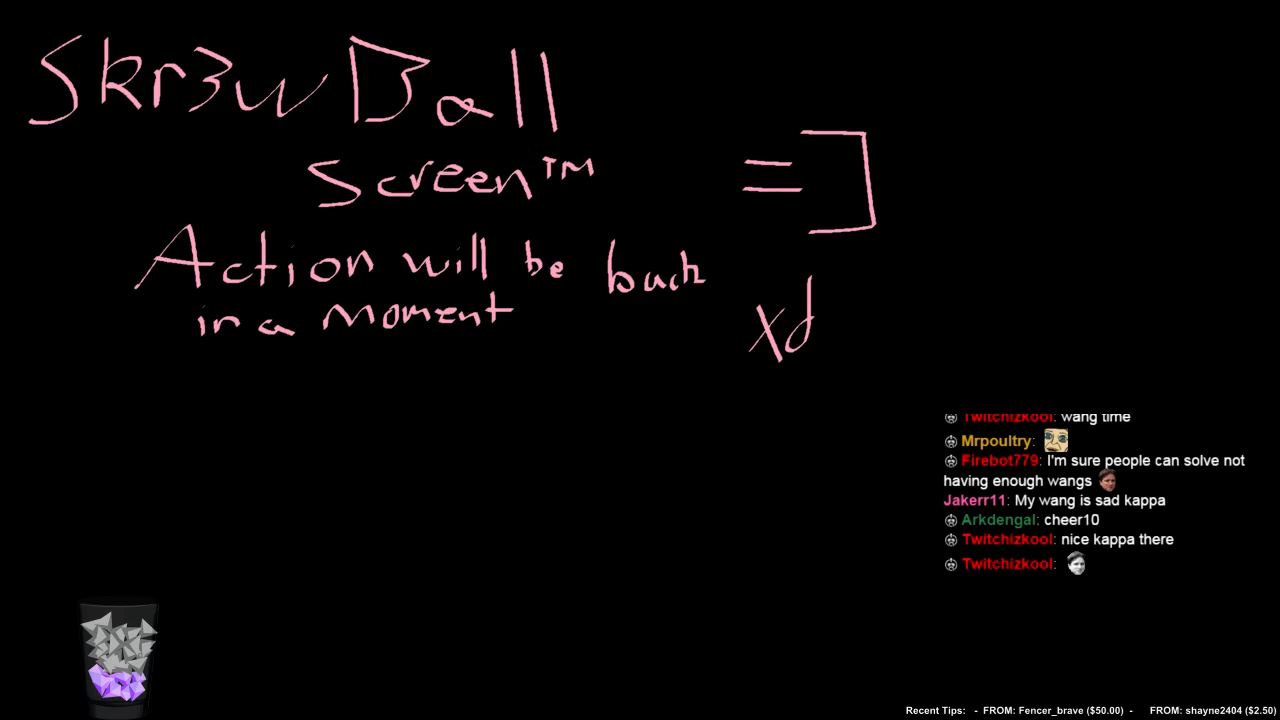 Skr3wBall
Screen™
=]
Action will be back
in a moment
xd
Twitchizkool: wang time
Mrpoultry:
Firebot779: I'm sure people can solve not
having enough wangs
Jakerr11: My wang is sad kappa
Arkdengal: cheer10
Twitchizkool: nice kappa there
Twitchizkool:
Recent Tips: - FROM: Fencer_brave ($50.00) - FROM: shayne2404 ($2.50)